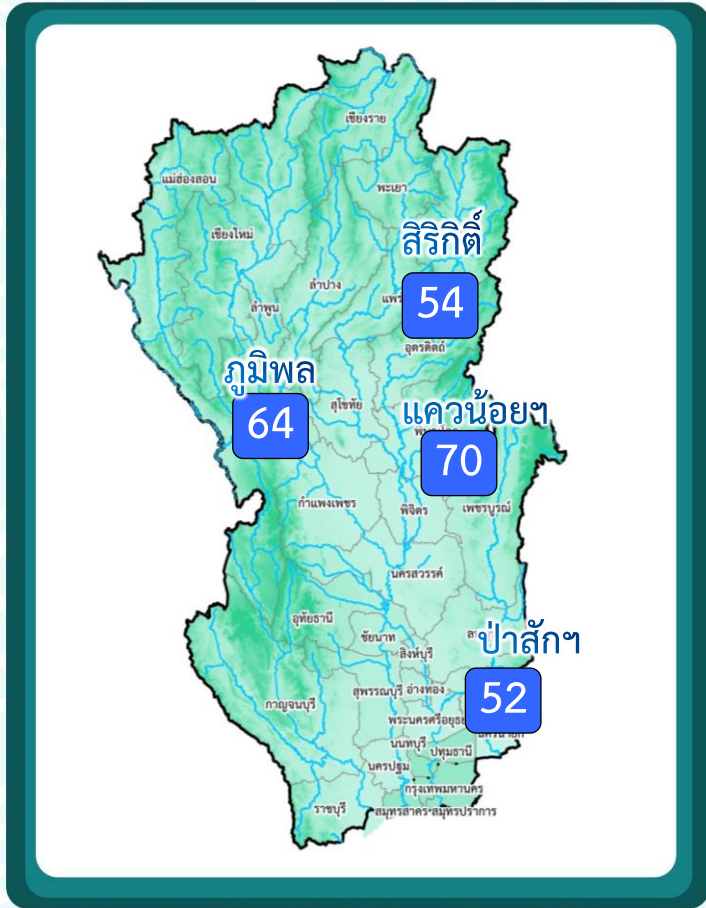 เชียงราย
แม่ฮ่องสอน
พะเยา
เชียงใหม่
สิริกิติ์
54
ลำปาง
แพร่
ลำพูน
อุตรดิตถ์
ภูมิพล
64
สุโขทัย
แควน้อยฯ
70
กำแพงเพชร
พิจิตร
เพชรบูรณ์
นครสวรรค์
อุทัยธานี
ชัยนาท
ป่าสักฯ
52
สิงห์บุรี
สุพรรณบุรี
อ่างทอง
กาญจนบุรี
นนทบุรี
ปทุมธานี
นครปฐม
กรุงเทพมหานคร
ราชบุรี
สมุทรสาคร
สมุทรปราการ